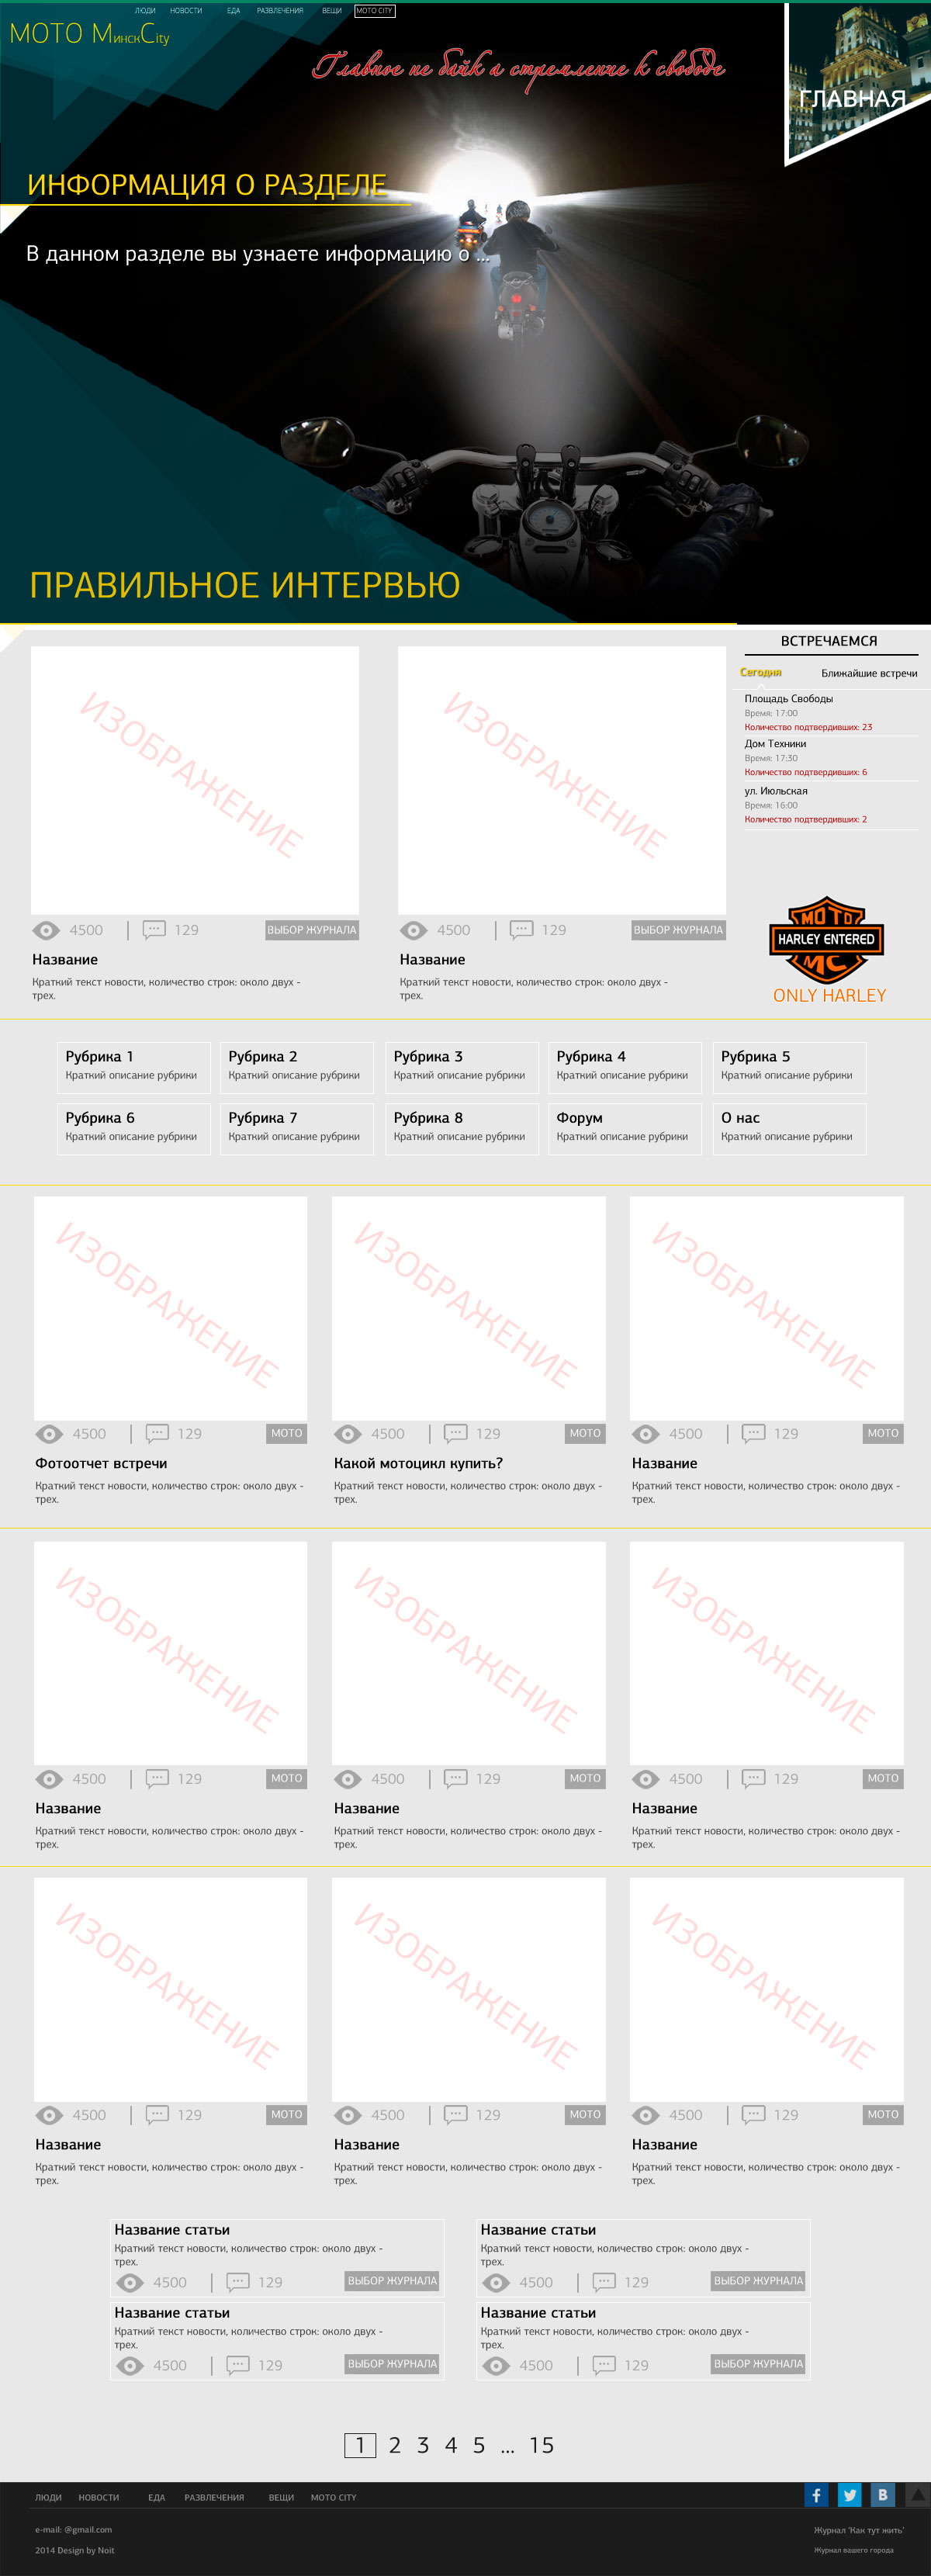 ЛЮДИ НОВОСТИ ЕДА РАЗВЛЕЧЕНИЯ ВЕЩИ MOTO CITY
МОТО МинскCity
Главное не байк а стремление к свободе
ГЛАВНАЯ
ИНФОРМАЦИЯ О РАЗДЕЛЕ
В данном разделе вы узнаете информацию о ...
ПРАВИЛЬНОЕ ИНТЕРВЬЮ
ВСТРЕЧАЕМСЯ
Сегодня Ближайшие встречи
Площадь Свободы
Время: 17:00
Количество подтвердивших: 23
Дом Техники
Время: 17:30
Количество подтвердивших: 6
ул. Июльская
Время: 16:00
Количество подтвердивших: 2
MOTO
HARLEY ENTERED
MC
ONLY HARLEY
ИЗОБРАЖЕНИЕ
4500 129 ВЫБОР ЖУРНАЛА
Название
Краткий текст новости, количество строк: около двух -
трех.
ИЗОБРАЖЕНИЕ
4500 129 ВЫБОР ЖУРНАЛА
Название
Краткий текст новости, количество строк: около двух -
трех.
Рубрика 1
Краткий описание рубрики
Рубрика 2
Краткий описание рубрики
Рубрика 3
Краткий описание рубрики
Рубрика 4
Краткий описание рубрики
Рубрика 5
Краткий описание рубрики
Рубрика 6
Краткий описание рубрики
Рубрика 7
Краткий описание рубрики
Рубрика 8
Краткий описание рубрики
Форум
Краткий описание рубрики
О нас
Краткий описание рубрики
ИЗОБРАЖЕНИЕ
4500 129 МОТО
Фотоотчет встречи
Краткий текст новости, количество строк: около двух -
трех.
ИЗОБРАЖЕНИЕ
4500 129 МОТО
Какой мотоцикл купить?
Краткий текст новости, количество строк: около двух -
трех.
ИЗОБРАЖЕНИЕ
4500 129 МОТО
Название
Краткий текст новости, количество строк: около двух -
трех.
ИЗОБРАЖЕНИЕ
4500 129 МОТО
Название
Краткий текст новости, количество строк: около двух -
трех.
ИЗОБРАЖЕНИЕ
4500 129 МОТО
Название
Краткий текст новости, количество строк: около двух -
трех.
ИЗОБРАЖЕНИЕ
4500 129 МОТО
Название
Краткий текст новости, количество строк: около двух -
трех.
ИЗОБРАЖЕНИЕ
4500 129 МОТО
Название
Краткий текст новости, количество строк: около двух -
трех.
ИЗОБРАЖЕНИЕ
4500 129 МОТО
Название
Краткий текст новости, количество строк: около двух -
трех.
ИЗОБРАЖЕНИЕ
4500 129 МОТО
Название
Краткий текст новости, количество строк: около двух -
трех.
Название статьи
Краткий текст новости, количество строк: около двух -
трех.
4500 129 ВЫБОР ЖУРНАЛА
Название статьи
Краткий текст новости, количество строк: около двух -
трех.
4500 129 ВЫБОР ЖУРНАЛА
Название статьи
Краткий текст новости, количество строк: около двух -
трех.
4500 129 ВЫБОР ЖУРНАЛА
Название статьи
Краткий текст новости, количество строк: около двух -
трех.
4500 129 ВЫБОР ЖУРНАЛА
1 2 3 4 5 ... 15
ЛЮДИ НОВОСТИ ЕДА РАЗВЛЕЧЕНИЯ ВЕЩИ MOTO CITY
e-mail: @gmail.com
2014 Design by Noit
Журнал 'Как тут жить'
Журнал вашего города